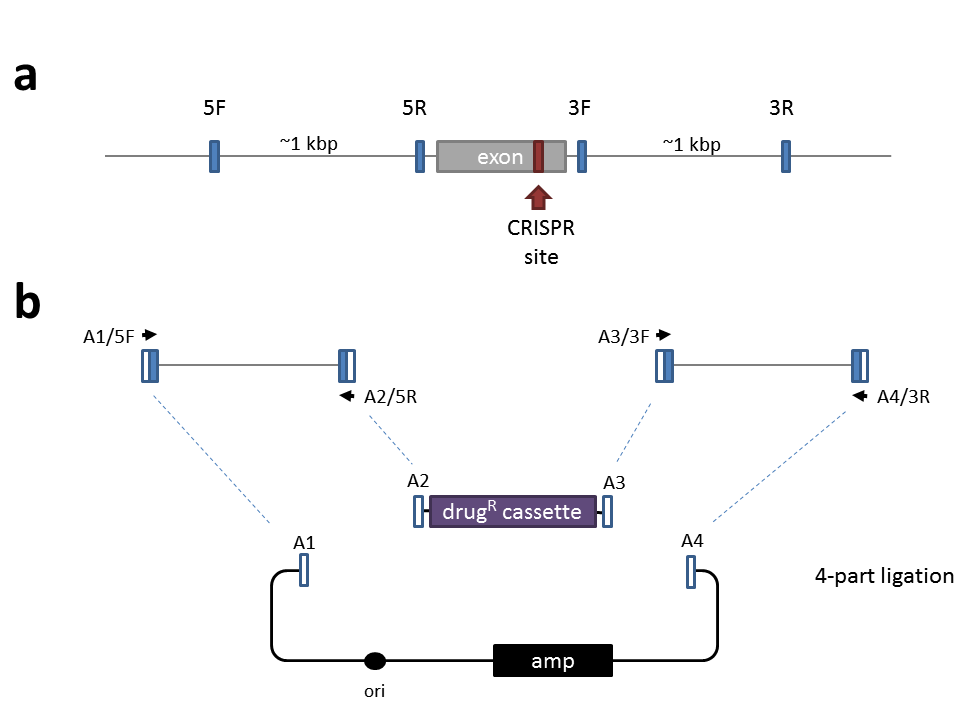 a
5F
5R
3F
3R
~1 kbp
~1 kbp
exon
CRISPR
site
b
A1/5F
A3/3F
A2/5R
A4/3R
A2
A3
drugR cassette
A1
A4
4-part ligation
amp
ori